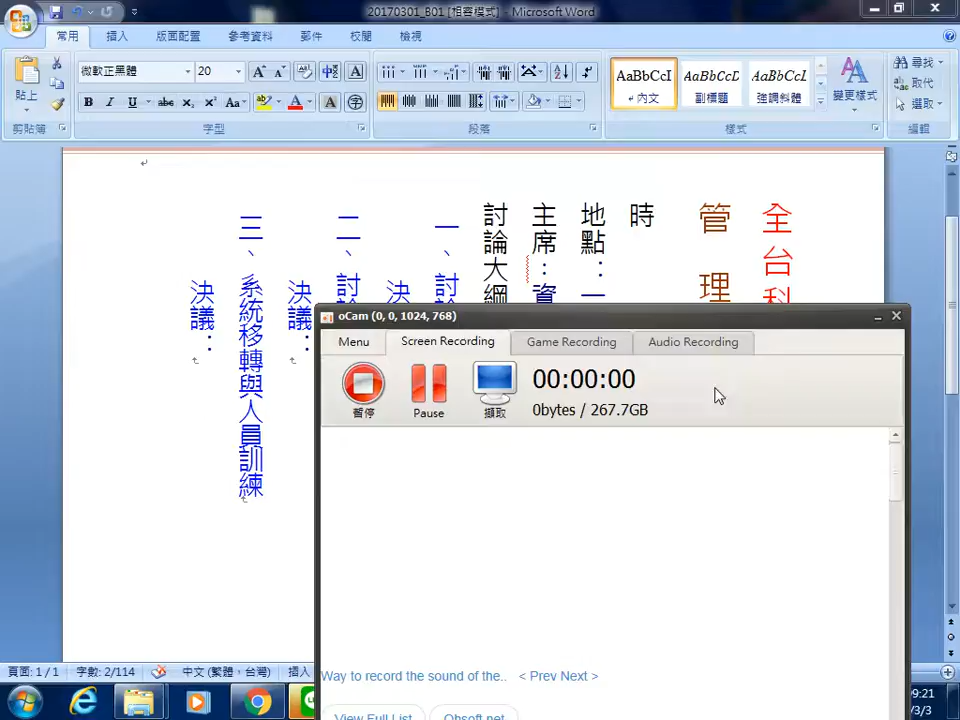 20170301_B01 [相容模式] - Microsoft Word
常用 插入 版面配置 參考資料 郵件 校閱 檢視
貼上
微軟正黑體 20
尋找
取代
選取
AaBbCcI AaBbCcD AaBbCcL
內文 副標題 強調斜體
變更樣式
剪貼簿 字型 段落 樣式 編輯
全台科
管理
時
地點：一
主席：資
討論大綱
一、討論
決
二、討論
決議：
三、系統移轉與人員訓練
決議：
oCam (0, 0, 1024, 768)
Menu Screen Recording Game Recording Audio Recording
00:00:00
0bytes / 267.7GB
暫停 Pause 擷取
Way to record the sound of the.. < Prev Next >
View Full List Ohsoft.net
頁面: 1 / 1 字數: 2/114 中文 (繁體，台灣) 插入
09:21
/3/3